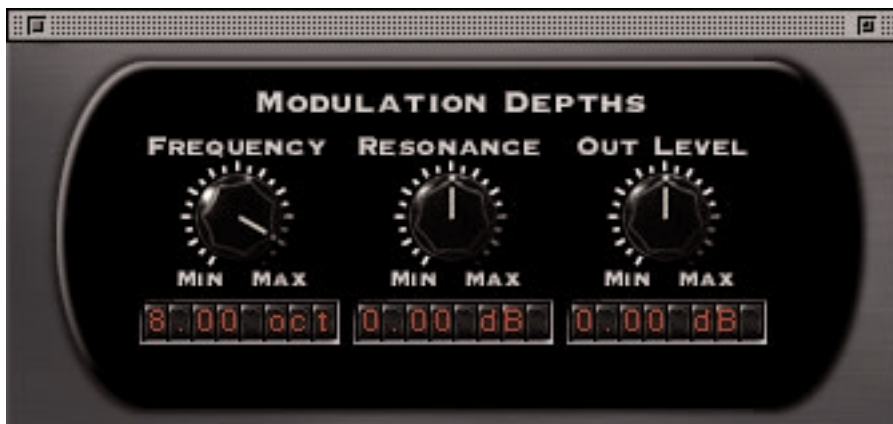 MODULATION DEPTHS
FREQUENCY RESONANCE OUT LEVEL
MIN MAX MIN MAX MIN MAX
8.00 oct 0.00 dB 0.00 dB